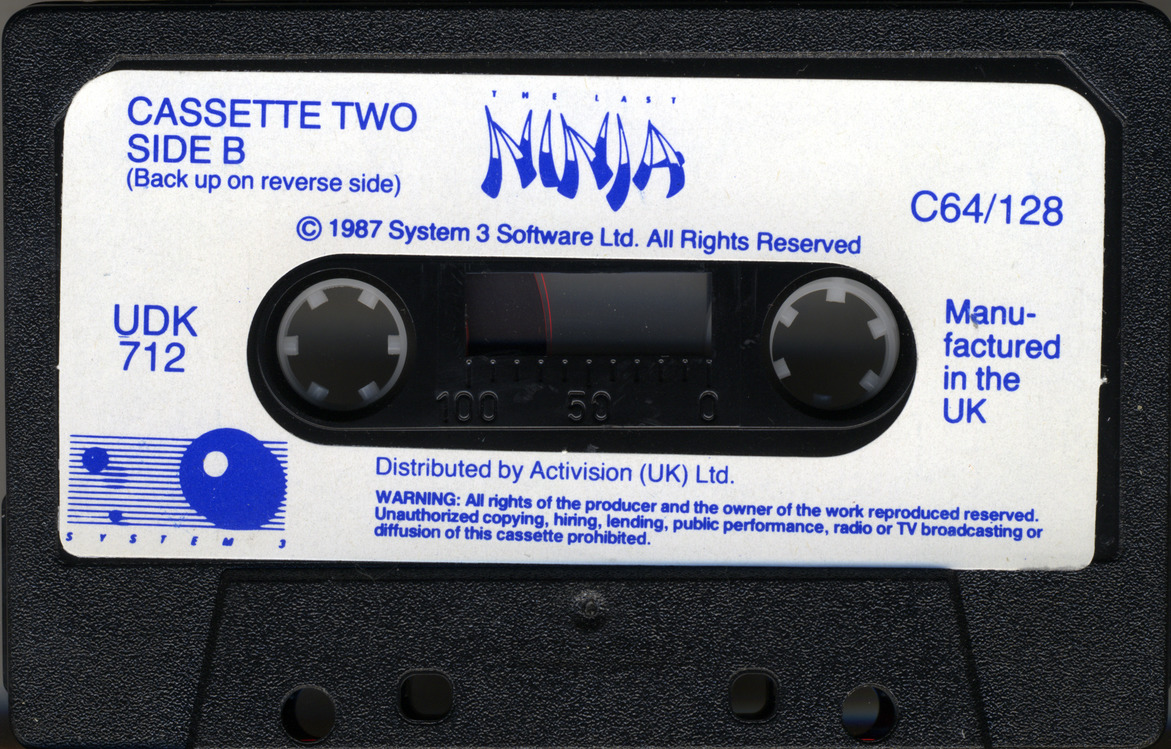 CASSETTE TWO
SIDE B
(Back up on reverse side)
THE LAST
NINJA
C64/128
© 1987 System 3 Software Ltd. All Rights Reserved
UDK
712
100 50 0
Manu-
factured
in the
UK
SYSTEM 3
Distributed by Activision (UK) Ltd.
WARNING: All rights of the producer and the owner of the work reproduced reserved.
Unauthorized copying, hiring, lending, public performance, radio or TV broadcasting or
diffusion of this cassette prohibited.